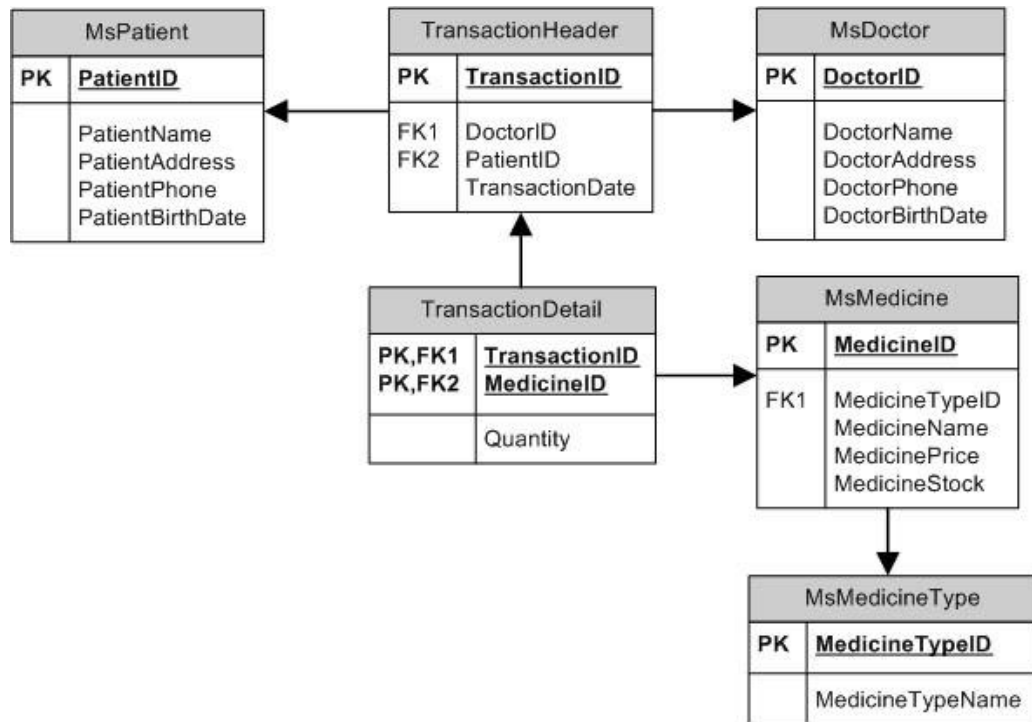 MsPatient
PK PatientID
PatientName
PatientAddress
PatientPhone
PatientBirthDate
TransactionHeader
PK TransactionID
FK1 DoctorID
FK2 PatientID
TransactionDate
MsDoctor
PK DoctorID
DoctorName
DoctorAddress
DoctorPhone
DoctorBirthDate
TransactionDetail
PK,FK1 TransactionID
PK,FK2 MedicineID
Quantity
MsMedicine
PK MedicineID
FK1 MedicineTypeID
MedicineName
MedicinePrice
MedicineStock
MsMedicineType
PK MedicineTypeID
MedicineTypeName